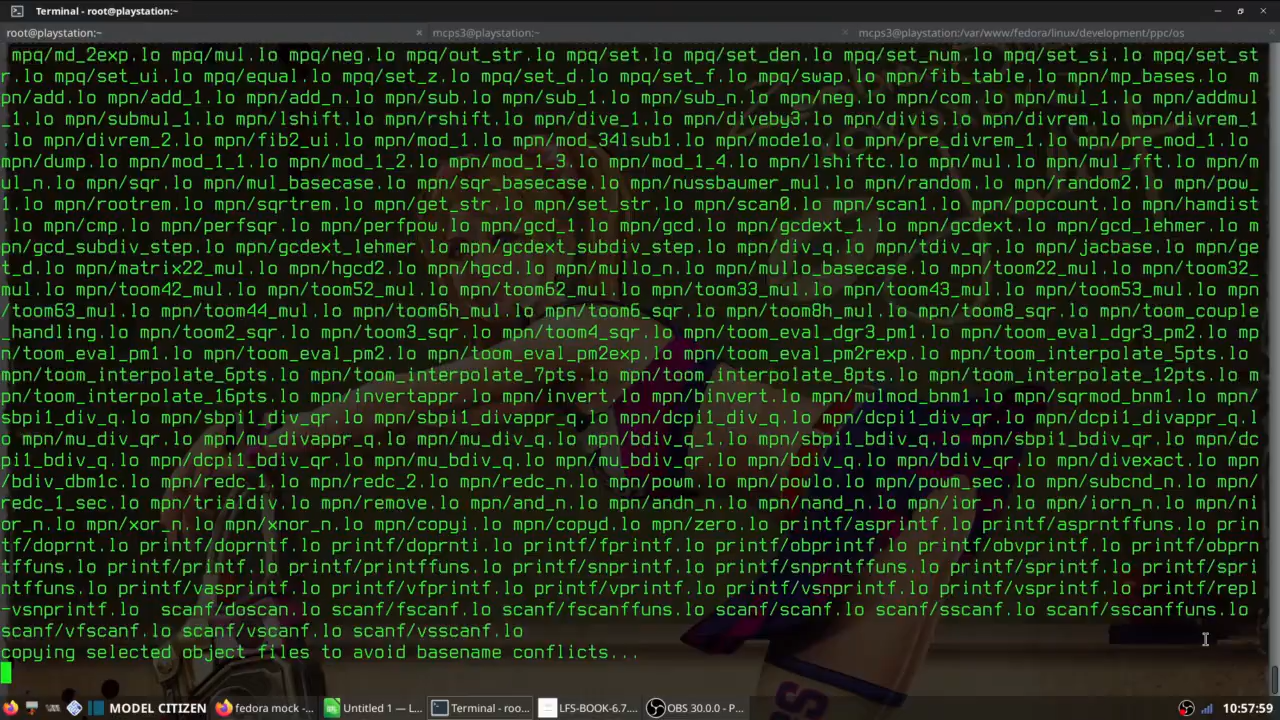 Terminal - root@playstation:~
root@playstation:~
mcps3@playstation:~
mcps3@playstation:/var/www/fedora/linux/development/ppc/os
mpq/md_2exp.lo mpq/mul.lo mpq/neg.lo mpq/out_str.lo mpq/set.lo mpq/set_den.lo mpq/set_num.lo mpq/set_si.lo mpq/set_st
r.lo mpq/set_ui.lo mpq/equal.lo mpq/set_z.lo mpq/set_d.lo mpq/set_f.lo mpq/swap.lo mpn/fib_table.lo mpn/mp_bases.lo  m
pn/add.lo mpn/add_1.lo mpn/add_n.lo mpn/sub.lo mpn/sub_1.lo mpn/sub_n.lo mpn/neg.lo mpn/com.lo mpn/mul_1.lo mpn/addmul
_1.lo mpn/submul_1.lo mpn/lshift.lo mpn/rshift.lo mpn/dive_1.lo mpn/diveby3.lo mpn/divis.lo mpn/divrem.lo mpn/divrem_1
.lo mpn/divrem_2.lo mpn/fib2_ui.lo mpn/mod_1.lo mpn/mod_34lsub1.lo mpn/mode1o.lo mpn/pre_divrem_1.lo mpn/pre_mod_1.lo
mpn/dump.lo mpn/mod_1_1.lo mpn/mod_1_2.lo mpn/mod_1_3.lo mpn/mod_1_4.lo mpn/lshiftc.lo mpn/mul.lo mpn/mul_fft.lo mpn/m
ul_n.lo mpn/sqr.lo mpn/mul_basecase.lo mpn/sqr_basecase.lo mpn/nussbaumer_mul.lo mpn/random.lo mpn/random2.lo mpn/pow_
1.lo mpn/rootrem.lo mpn/sqrtrem.lo mpn/get_str.lo mpn/set_str.lo mpn/scan0.lo mpn/scan1.lo mpn/popcount.lo mpn/hamdist
.lo mpn/cmp.lo mpn/perfsqr.lo mpn/perfpow.lo mpn/gcd_1.lo mpn/gcd.lo mpn/gcdext_1.lo mpn/gcdext.lo mpn/gcd_lehmer.lo m
pn/gcd_subdiv_step.lo mpn/gcdext_lehmer.lo mpn/gcdext_subdiv_step.lo mpn/div_q.lo mpn/tdiv_qr.lo mpn/jacbase.lo mpn/ge
t_d.lo mpn/matrix22_mul.lo mpn/hgcd2.lo mpn/hgcd.lo mpn/mullo_n.lo mpn/mullo_basecase.lo mpn/toom22_mul.lo mpn/toom32_
mul.lo mpn/toom42_mul.lo mpn/toom52_mul.lo mpn/toom62_mul.lo mpn/toom33_mul.lo mpn/toom43_mul.lo mpn/toom53_mul.lo mpn
/toom63_mul.lo mpn/toom44_mul.lo mpn/toom6h_mul.lo mpn/toom6_sqr.lo mpn/toom8h_mul.lo mpn/toom8_sqr.lo mpn/toom_couple
_handling.lo mpn/toom2_sqr.lo mpn/toom3_sqr.lo mpn/toom4_sqr.lo mpn/toom_eval_dgr3_pm1.lo mpn/toom_eval_dgr3_pm2.lo mp
n/toom_eval_pm1.lo mpn/toom_eval_pm2.lo mpn/toom_eval_pm2exp.lo mpn/toom_eval_pm2rexp.lo mpn/toom_interpolate_5pts.lo
mpn/toom_interpolate_6pts.lo mpn/toom_interpolate_7pts.lo mpn/toom_interpolate_8pts.lo mpn/toom_interpolate_12pts.lo m
pn/toom_interpolate_16pts.lo mpn/invertappr.lo mpn/invert.lo mpn/binvert.lo mpn/mulmod_bnm1.lo mpn/sqrmod_bnm1.lo mpn/
sbpi1_div_q.lo mpn/sbpi1_div_qr.lo mpn/sbpi1_divappr_q.lo mpn/dcpi1_div_q.lo mpn/dcpi1_div_qr.lo mpn/dcpi1_divappr_q.l
o mpn/mu_div_qr.lo mpn/mu_divappr_q.lo mpn/mu_div_q.lo mpn/bdiv_q_1.lo mpn/sbpi1_bdiv_q.lo mpn/sbpi1_bdiv_qr.lo mpn/dc
pi1_bdiv_q.lo mpn/dcpi1_bdiv_qr.lo mpn/mu_bdiv_q.lo mpn/mu_bdiv_qr.lo mpn/bdiv_q.lo mpn/bdiv_qr.lo mpn/divexact.lo mpn
/bdiv_dbm1c.lo mpn/redc_1.lo mpn/redc_2.lo mpn/redc_n.lo mpn/powm.lo mpn/powlo.lo mpn/powm_sec.lo mpn/subcnd_n.lo mpn/
redc_1_sec.lo mpn/trialdiv.lo mpn/remove.lo mpn/and_n.lo mpn/andn_n.lo mpn/nand_n.lo mpn/ior_n.lo mpn/iorn_n.lo mpn/ni
or_n.lo mpn/xor_n.lo mpn/xnor_n.lo mpn/copyi.lo mpn/copyd.lo mpn/zero.lo printf/asprintf.lo printf/asprntffuns.lo prin
tf/doprnt.lo printf/doprntf.lo printf/doprnti.lo printf/fprintf.lo printf/obprintf.lo printf/obvprintf.lo printf/obprn
tffuns.lo printf/printf.lo printf/printffuns.lo printf/snprintf.lo printf/snprntffuns.lo printf/sprintf.lo printf/spri
ntffuns.lo printf/vasprintf.lo printf/vfprintf.lo printf/vprintf.lo printf/vsnprintf.lo printf/vsprintf.lo printf/repl
-vsnprintf.lo  scanf/doscan.lo scanf/fscanf.lo scanf/fscanffuns.lo scanf/scanf.lo scanf/sscanf.lo scanf/sscanffuns.lo
scanf/vfscanf.lo scanf/vscanf.lo scanf/vsscanf.lo
copying selected object files to avoid basename conflicts...
MODEL CITIZEN
fedora mock -...
Untitled 1 — L...
Terminal - roo...
LFS-BOOK-6.7....
OBS 30.0.0 - P...
10:57:59